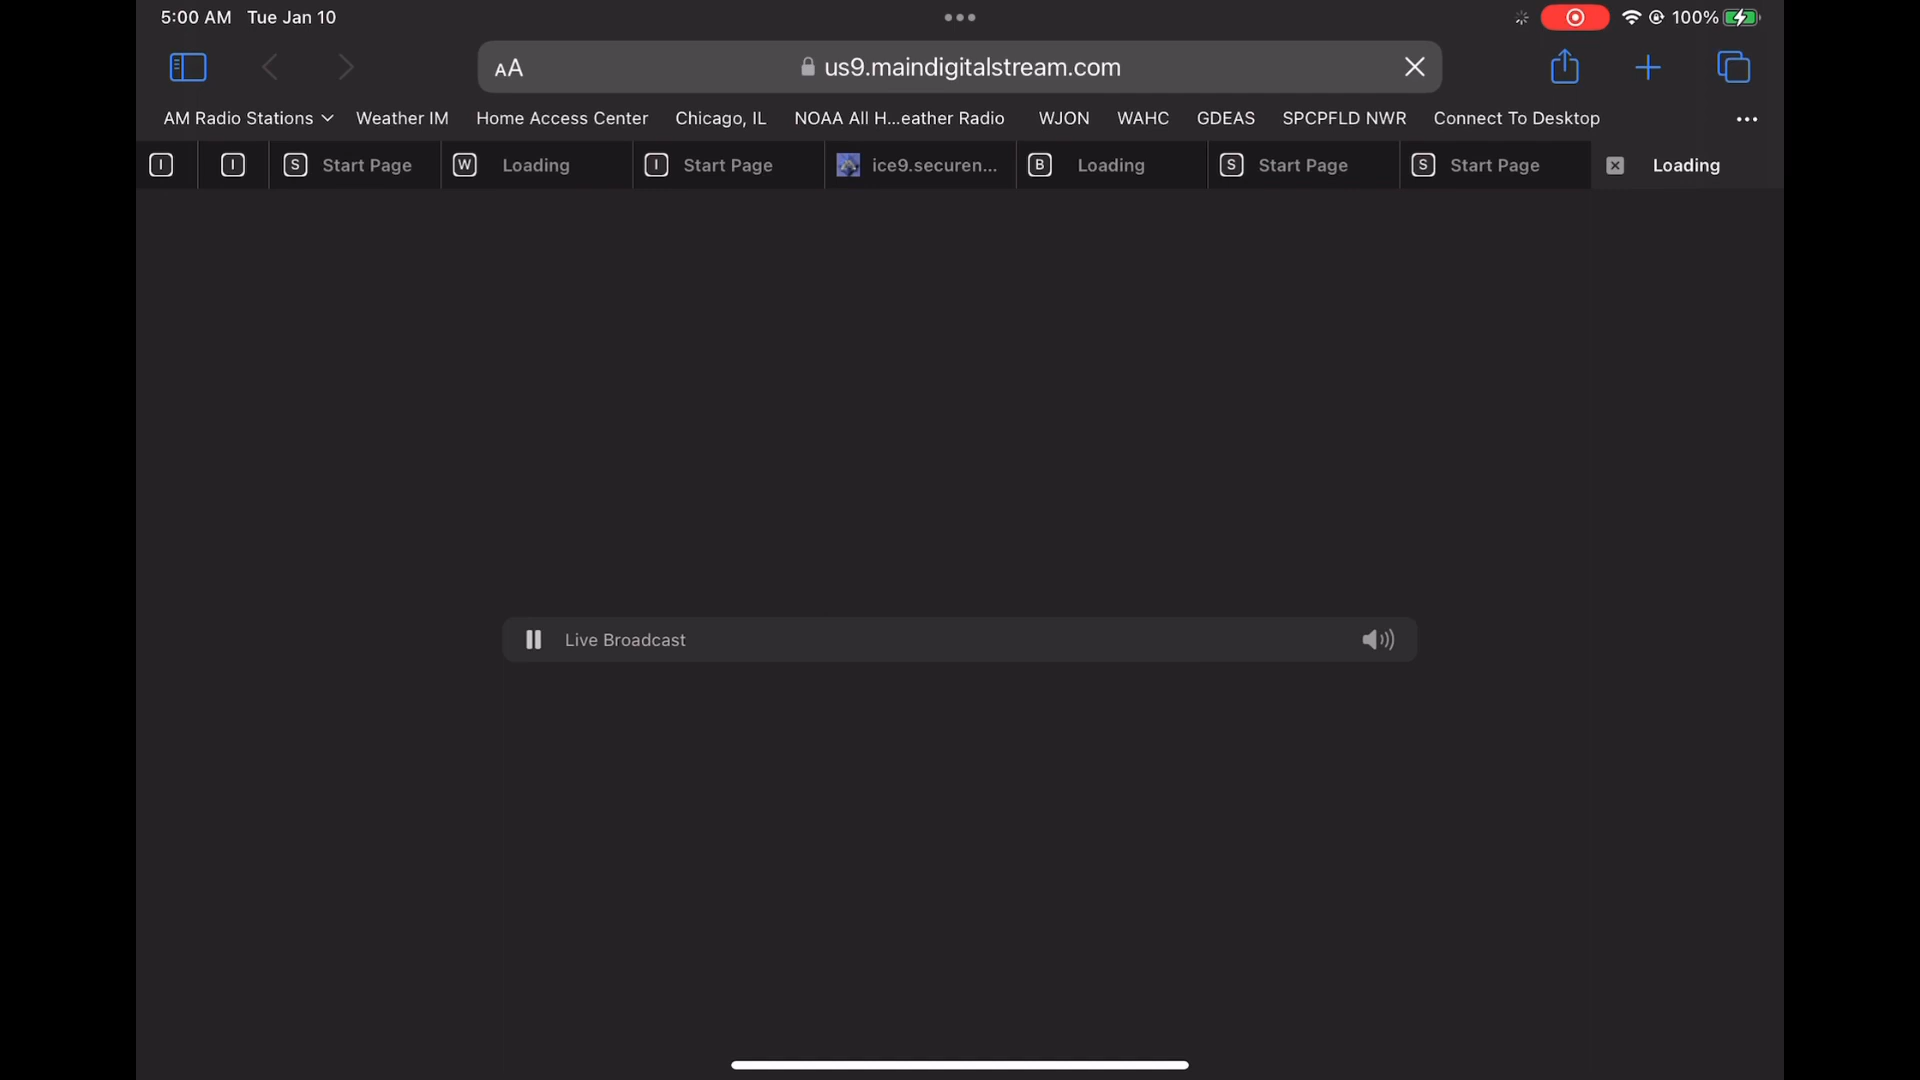 5:00 AM Tue Jan 10 100%
AA us9.maindigitalstream.com
AM Radio Stations Weather IM Home Access Center Chicago, IL NOAA All H...eather Radio WJON WAHC GDEAS SPCPFLD NWR Connect To Desktop
I I S Start Page W Loading I Start Page ice9.securen... B Loading S Start Page S Start Page Loading
Live Broadcast